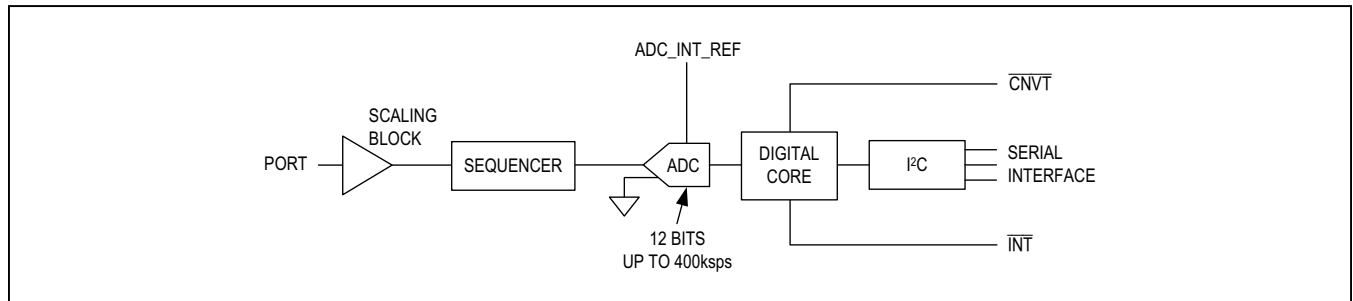 ADC_INT_REF
CNVT
SCALING
BLOCK
PORT
SEQUENCER
ADC
DIGITAL
CORE
I²C
SERIAL
INTERFACE
12 BITS
UP TO 400ksps
INT